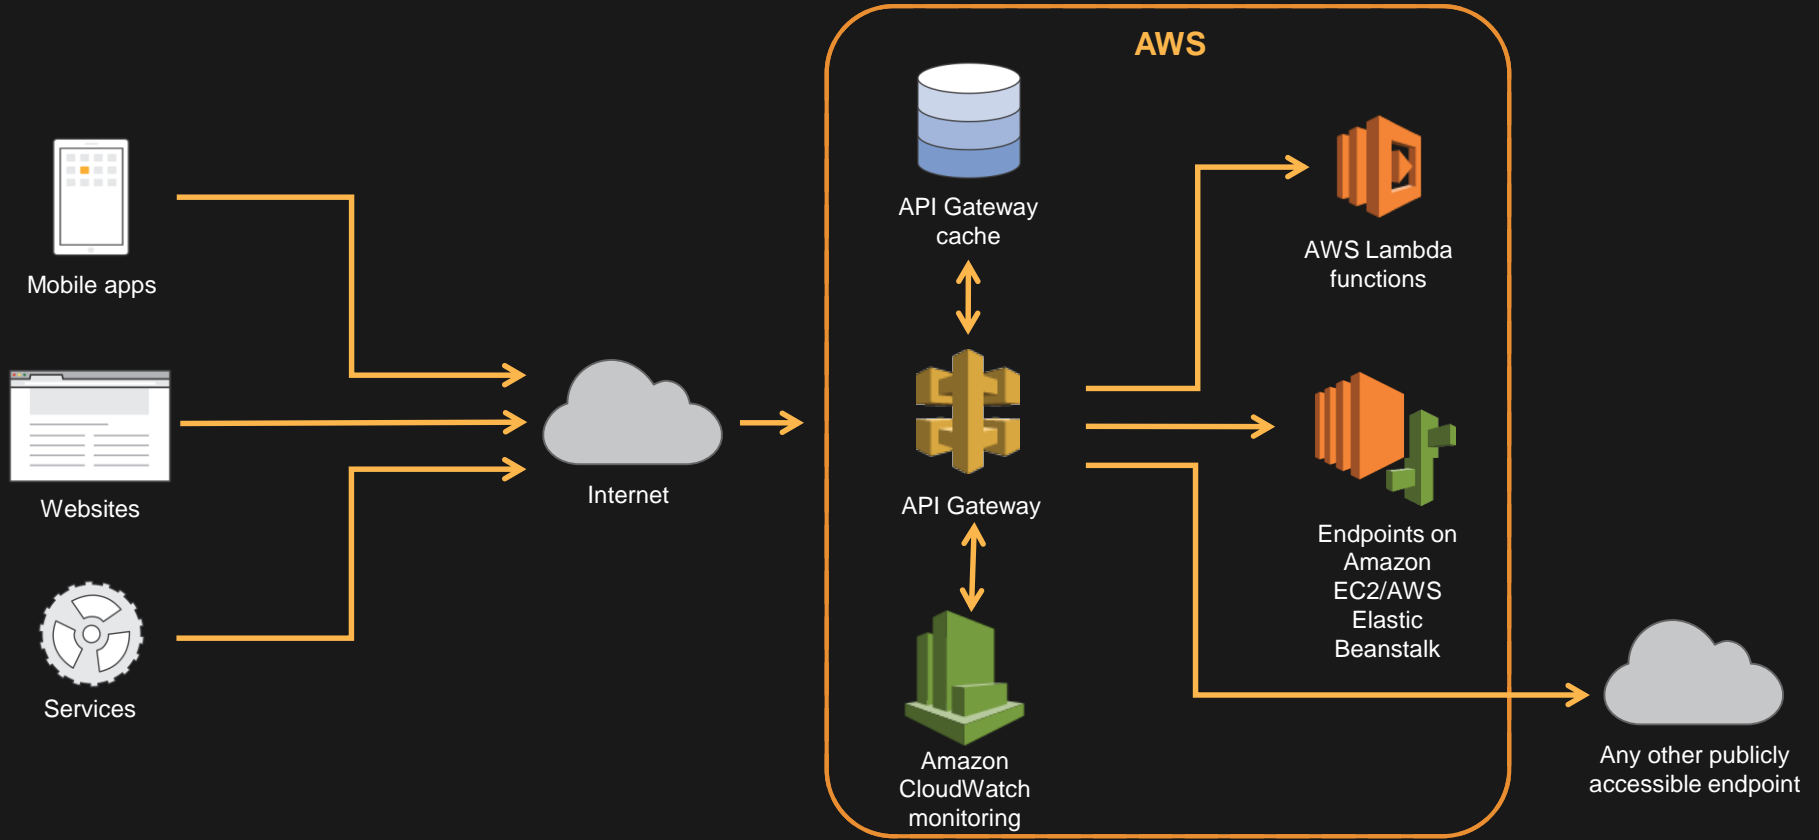 AWS
Mobile apps
Websites
Services
Internet
API Gateway
cache
API Gateway
Amazon
CloudWatch
monitoring
AWS Lambda
functions
Endpoints on
Amazon
EC2/AWS
Elastic
Beanstalk
Any other publicly
accessible endpoint